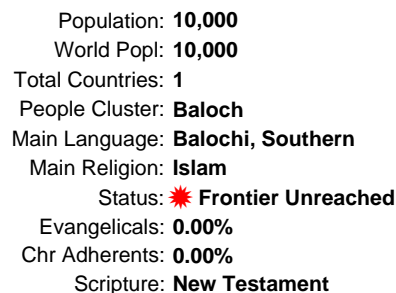 Population: 10,000
World Popl: 10,000
Total Countries: 1
People Cluster: Baloch
Main Language: Balochi, Southern
Main Religion: Islam
Status: Frontier Unreached
Evangelicals: 0.00%
Chr Adherents: 0.00%
Scripture: New Testament